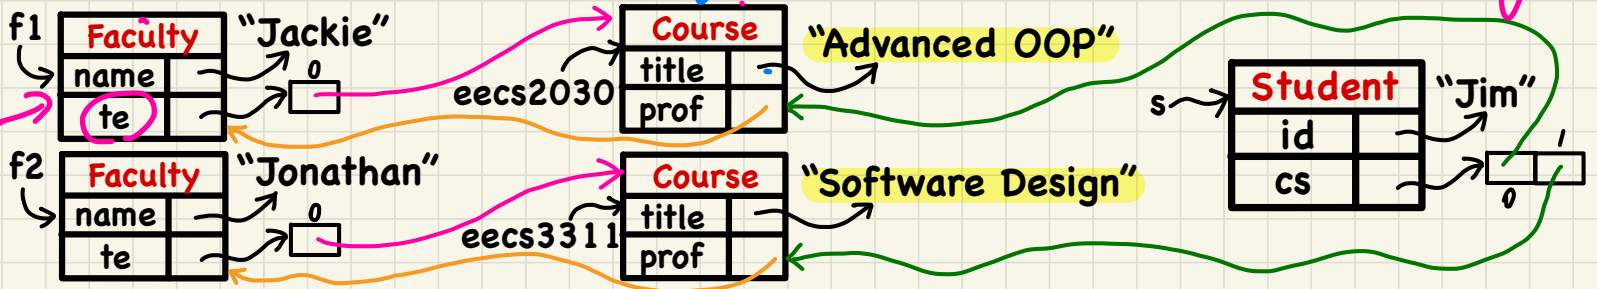 f1
Faculty
"Jackie"
name
0
te
Course
"Advanced OOP"
title
eecs2030
prof
s
Student
"Jim"
id
cs
0
1
f2
Faculty
"Jonathan"
name
0
te
Course
"Software Design"
title
eecs3311
prof